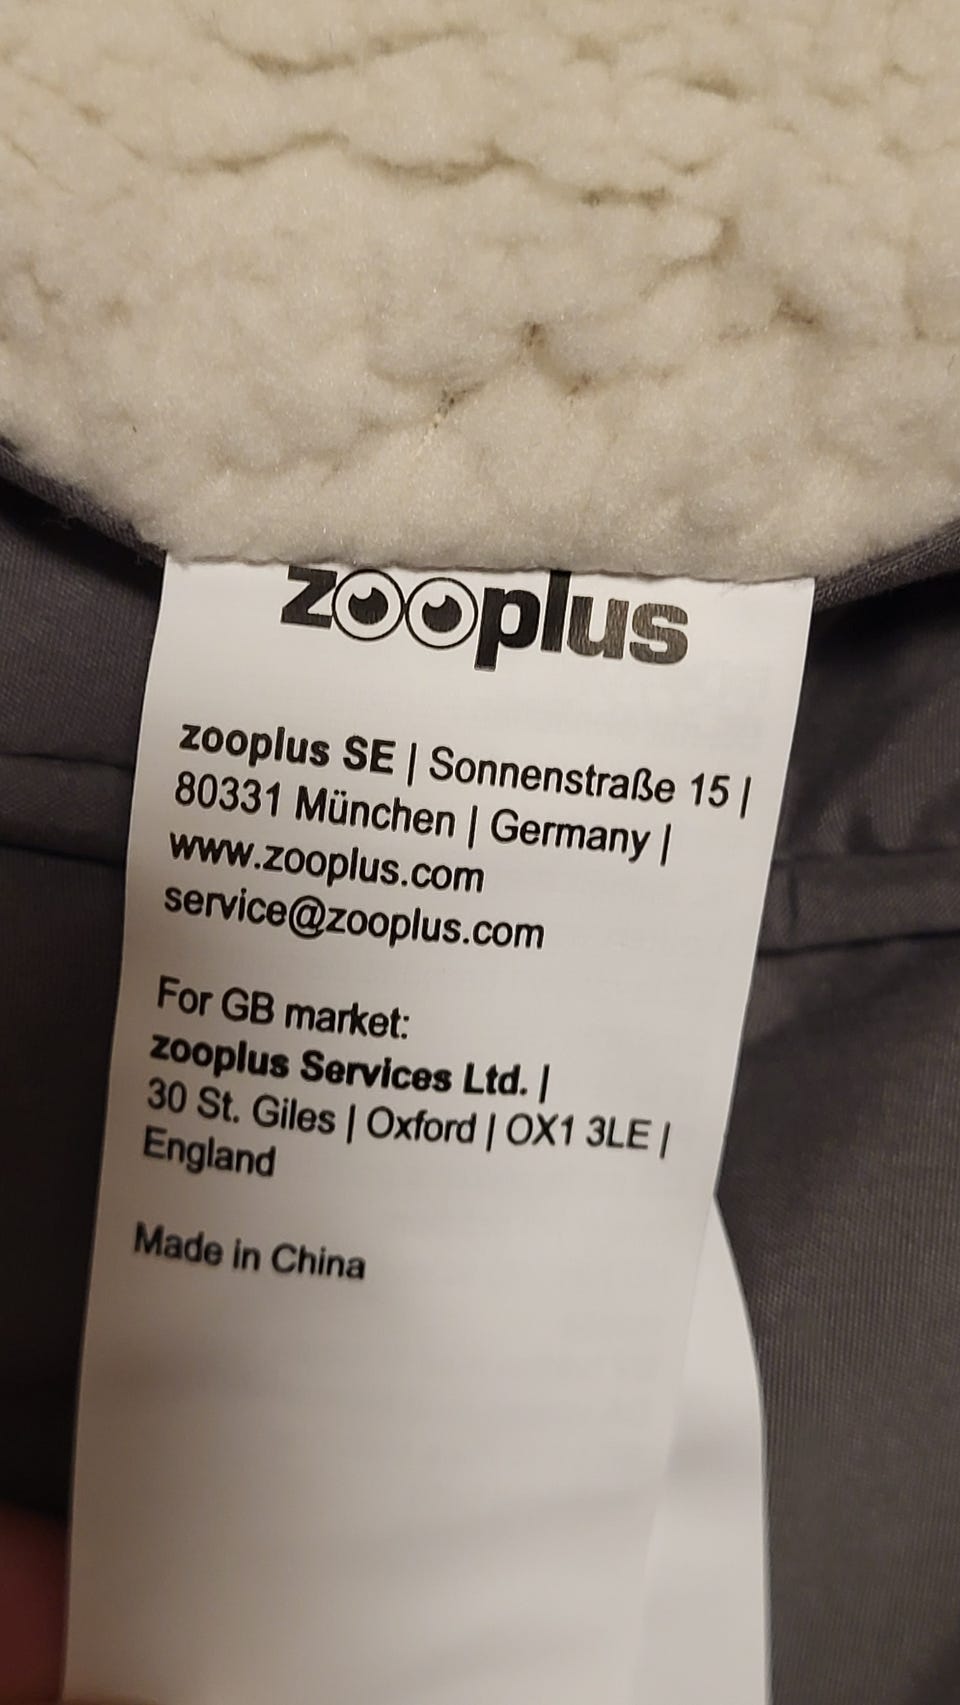 zooplus
zooplus SE | Sonnenstraße 15 |
80331 München | Germany |
www.zooplus.com
service@zooplus.com
For GB market:
zooplus Services Ltd. |
30 St. Giles | Oxford | OX1 3LE |
England
Made in China